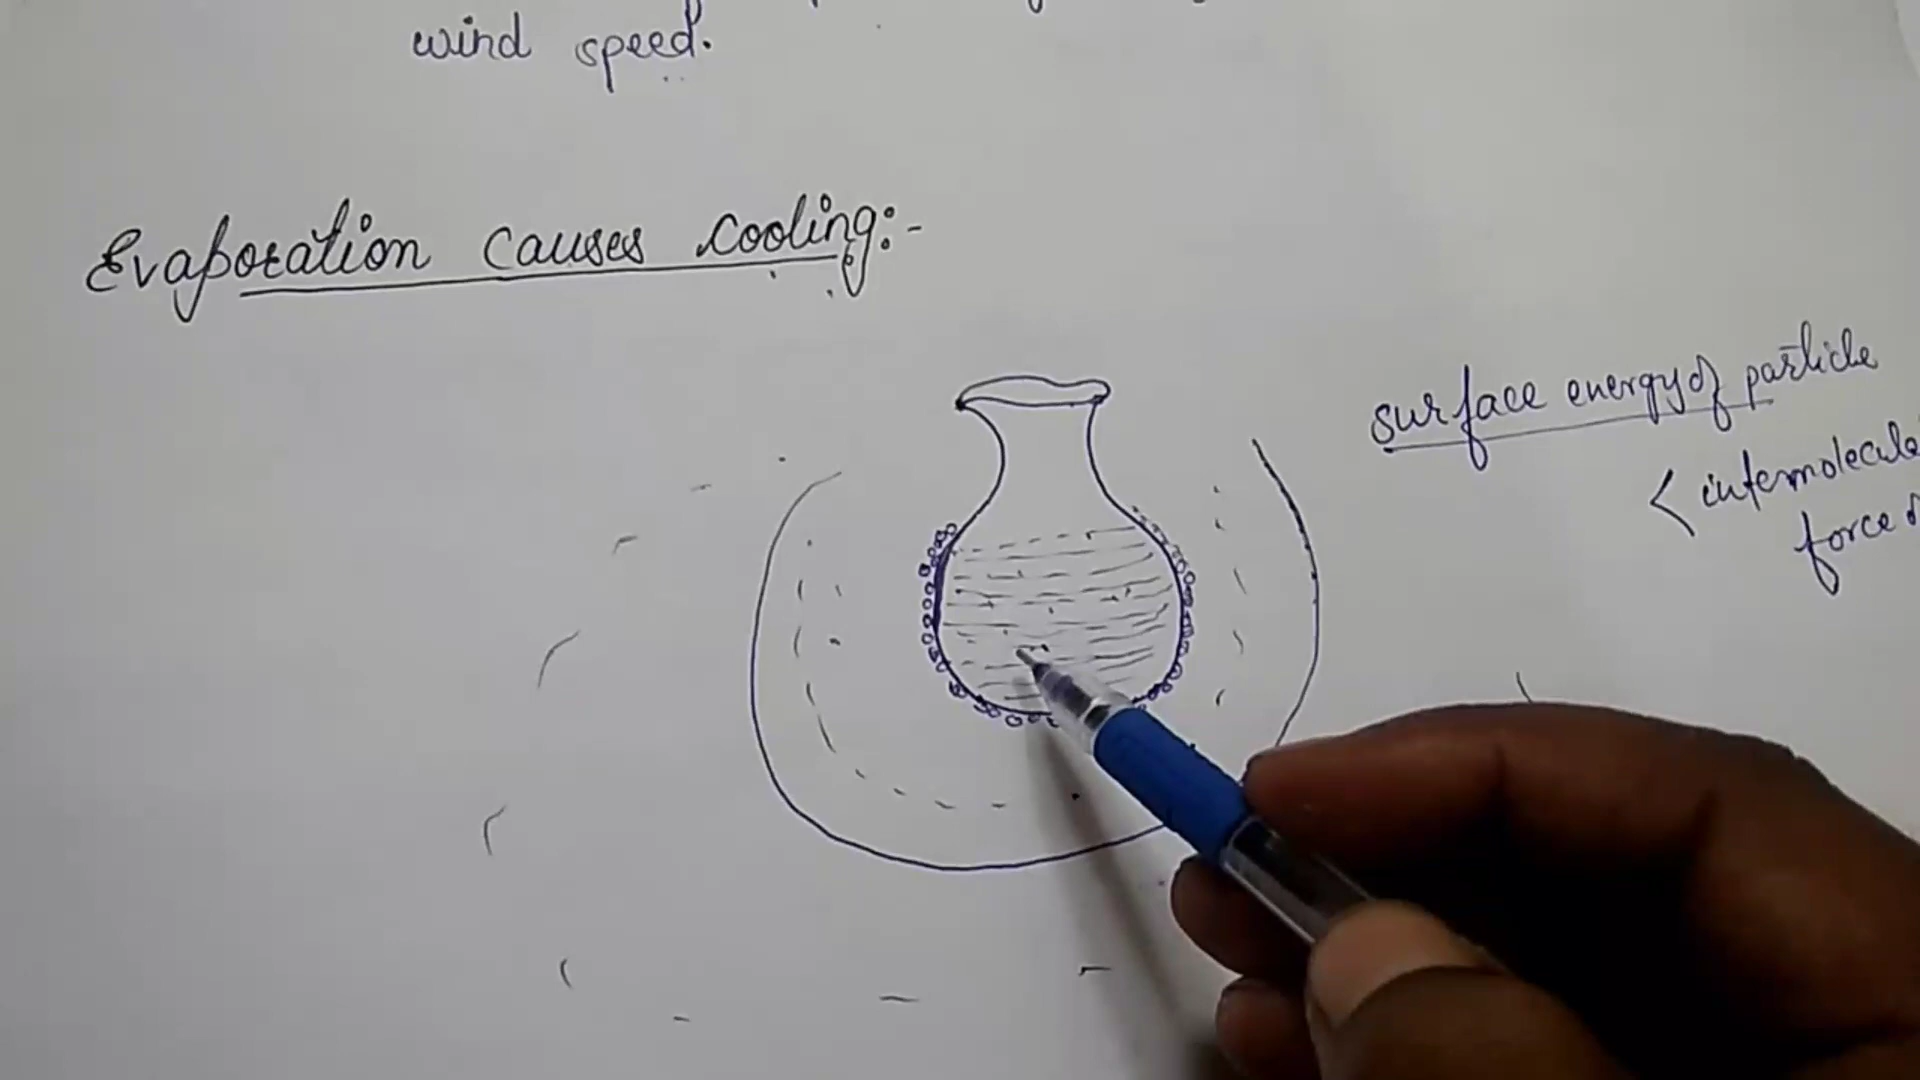 wind speed.
Evaporation causes cooling:-
surface energy of particle
< intermolecule
force